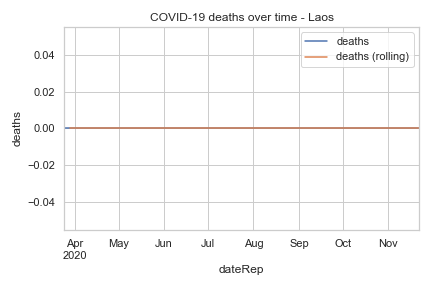 COVID-19 deaths over time - Laos
deaths
deaths (rolling)
0.04
0.02
0.00
−0.02
−0.04
deaths
Apr
2020
May
Jun
Jul
Aug
Sep
Oct
Nov
dateRep